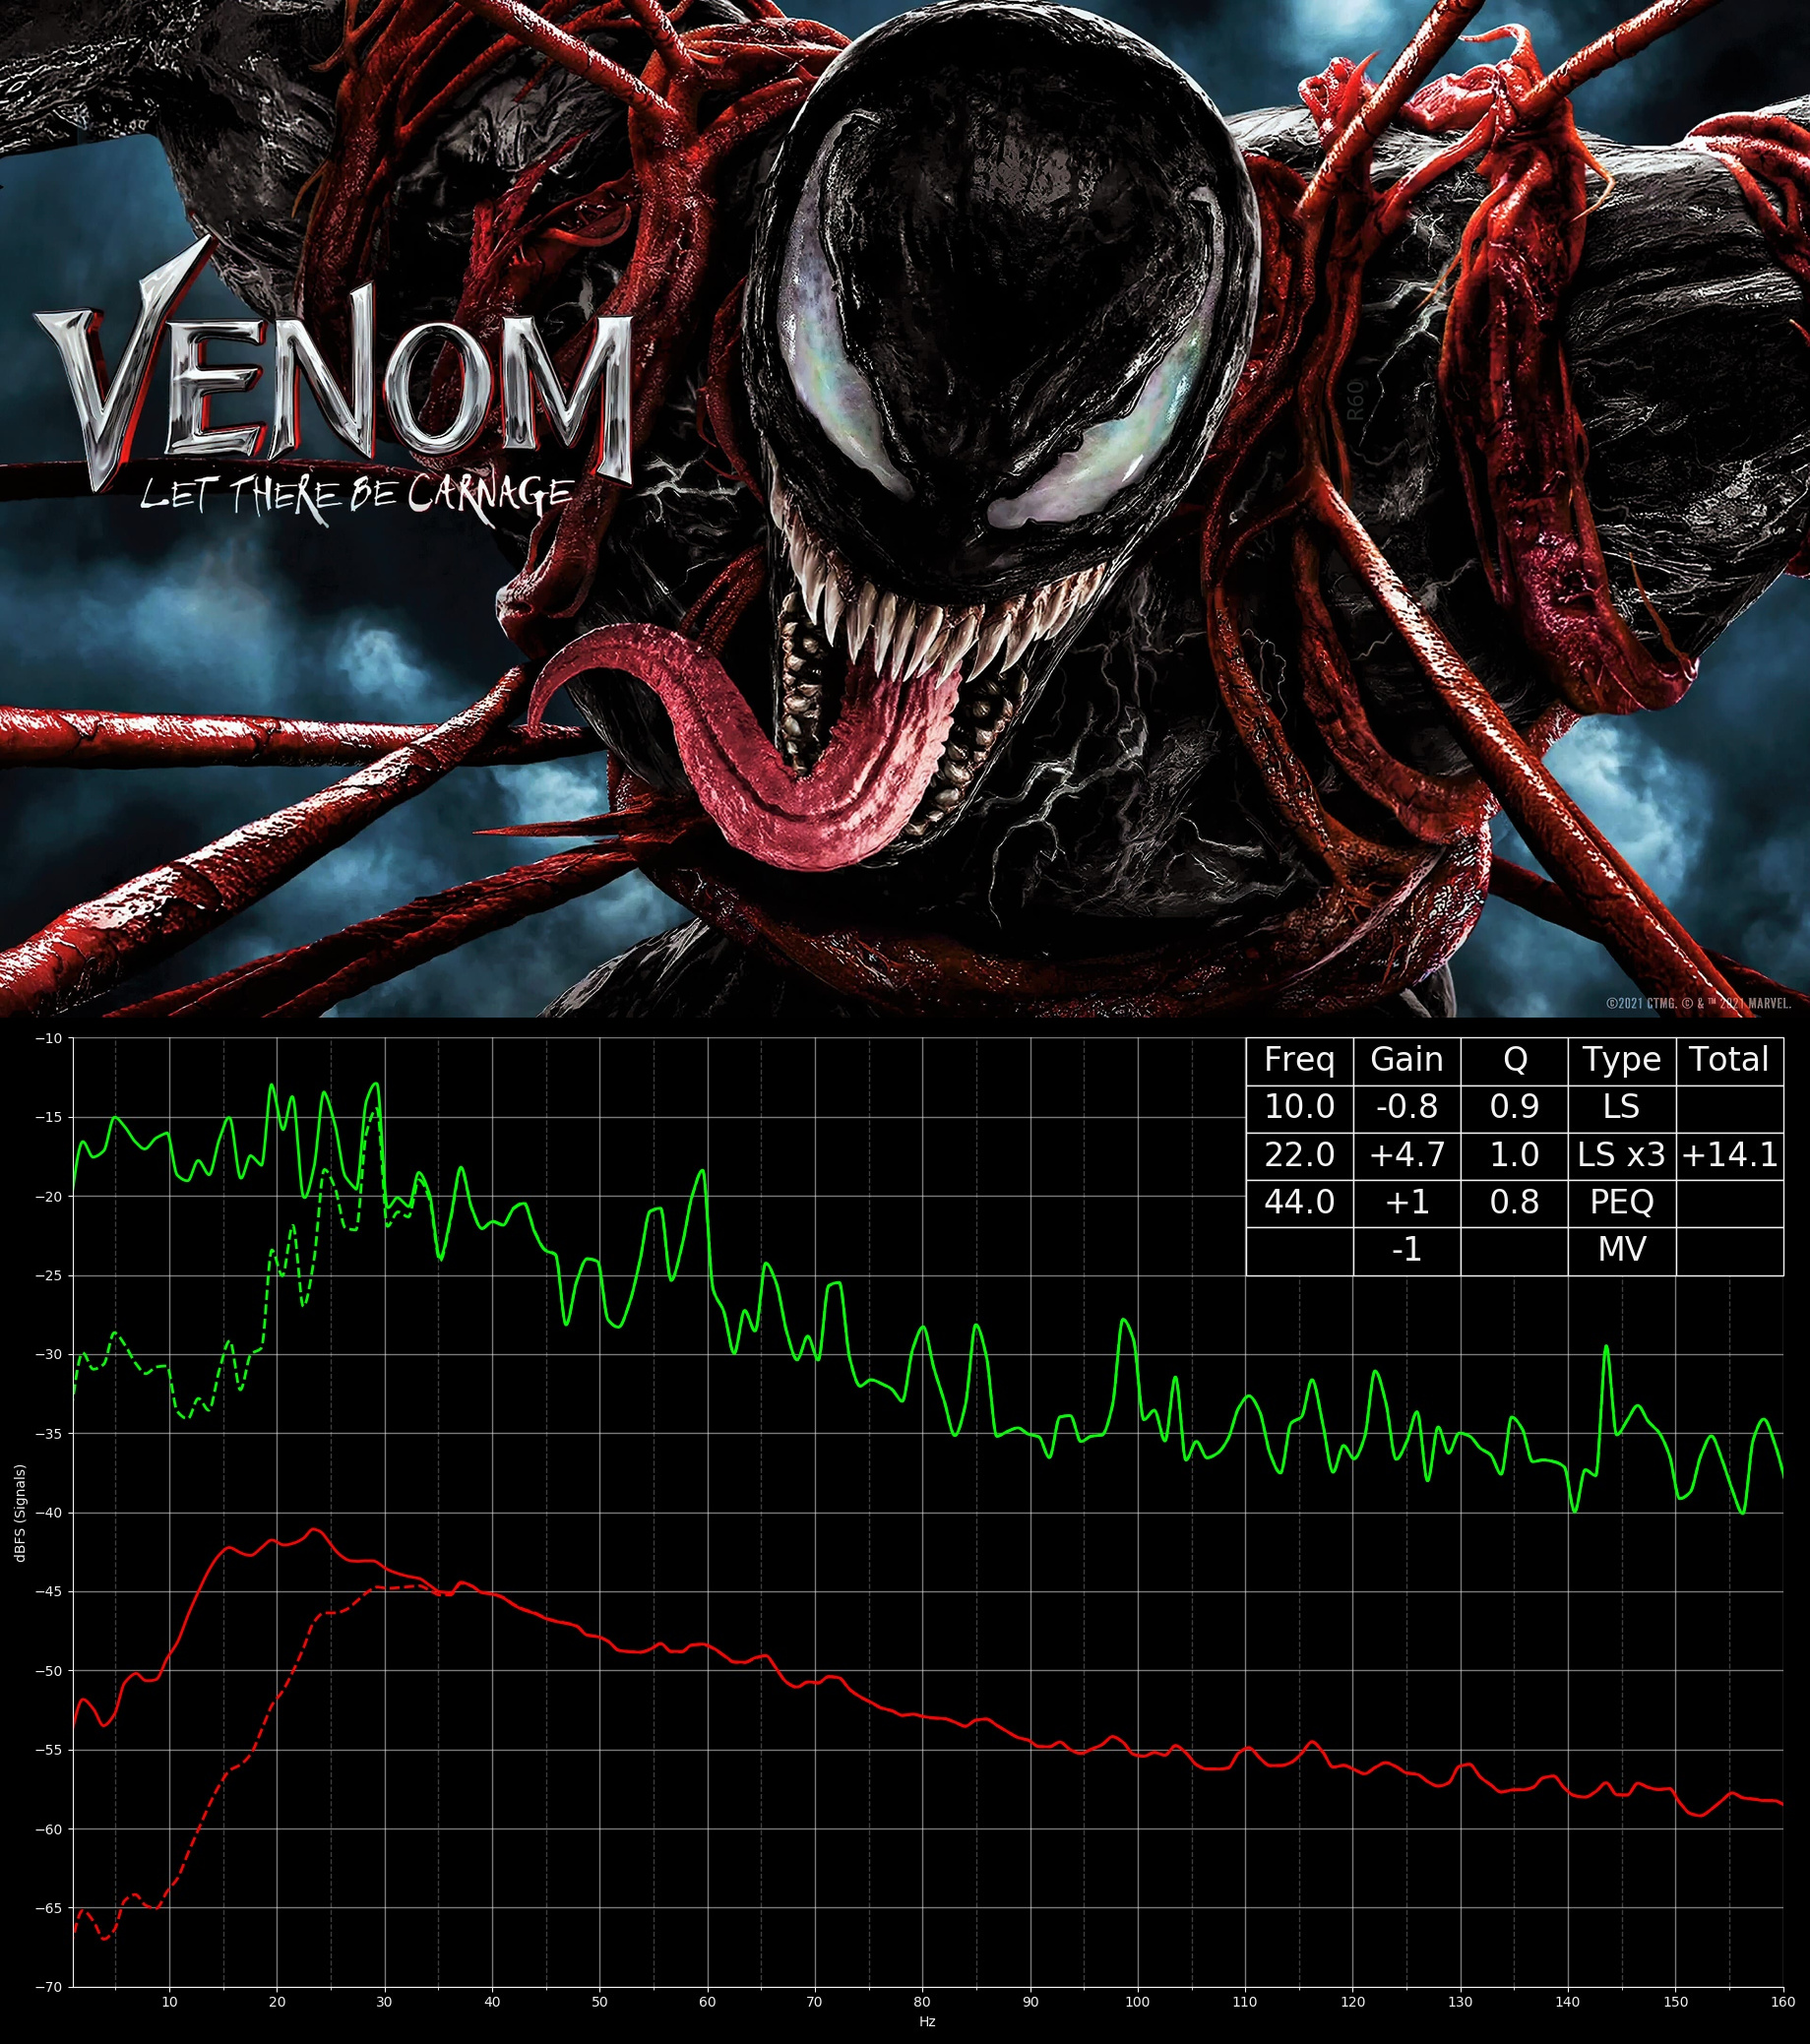 VENOM
LET THERE BE CARNAGE
R60
©2021 CTMG. © & ™ 2021 MARVEL.
Freq Gain Q Type Total
10.0 -0.8 0.9 LS
22.0 +4.7 1.0 LS x3 +14.1
44.0 +1 0.8 PEQ
-1 MV
−10
−15
−20
−25
−30
−35
−40
−45
−50
−55
−60
−65
−70
dBFS (Signals)
10 20 30 40 50 60 70 80 90 100 110 120 130 140 150 160
Hz